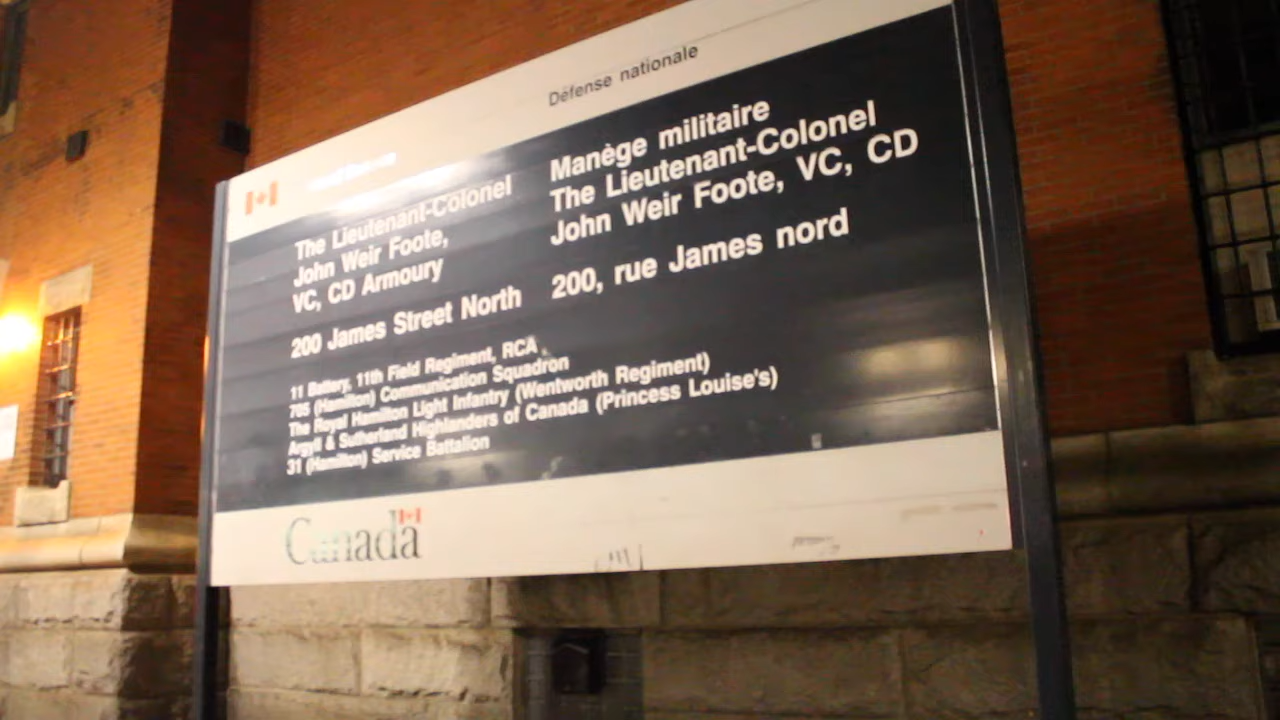 Défense nationale
The Lieutenant-Colonel
John Weir Foote,
VC, CD Armoury
200 James Street North
Manège militaire
The Lieutenant-Colonel
John Weir Foote, VC, CD
200, rue James nord
11 Battery, 11th Field Regiment, RCA
705 (Hamilton) Communication Squadron
The Royal Hamilton Light Infantry (Wentworth Regiment)
Argyll & Sutherland Highlanders of Canada (Princess Louise's)
31 (Hamilton) Service Battalion
Canada